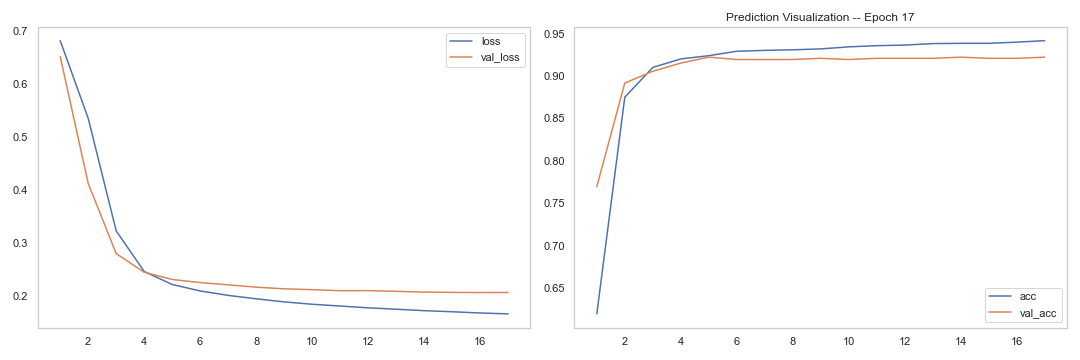 Prediction Visualization -- Epoch 17
0.7
0.6
0.5
0.4
0.3
0.2
2 4 6 8 10 12 14 16
loss
val_loss
0.95
0.90
0.85
0.80
0.75
0.70
0.65
2 4 6 8 10 12 14 16
acc
val_acc